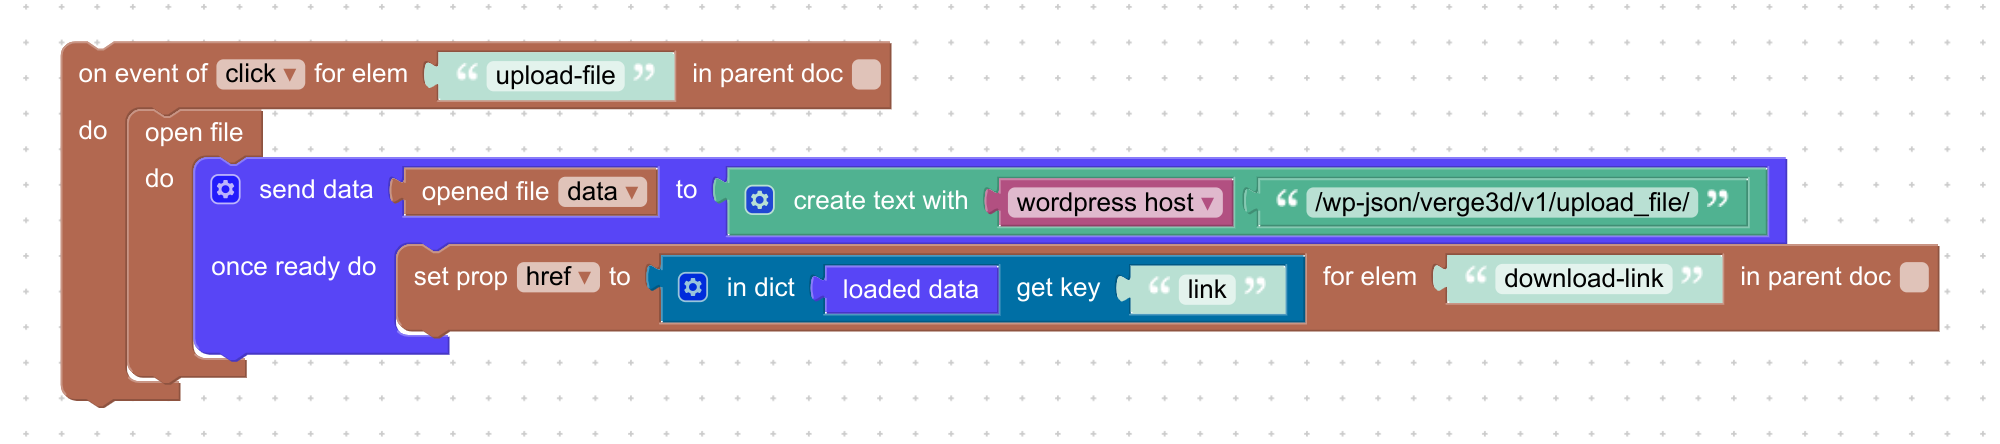 on event of click ▾ for elem “ upload-file ” in parent doc
do open file
do send data opened file data ▾ to create text with wordpress host ▾ “ /wp-json/verge3d/v1/upload_file/ ”
once ready do set prop href ▾ to in dict loaded data get key “ link ” for elem “ download-link ” in parent doc